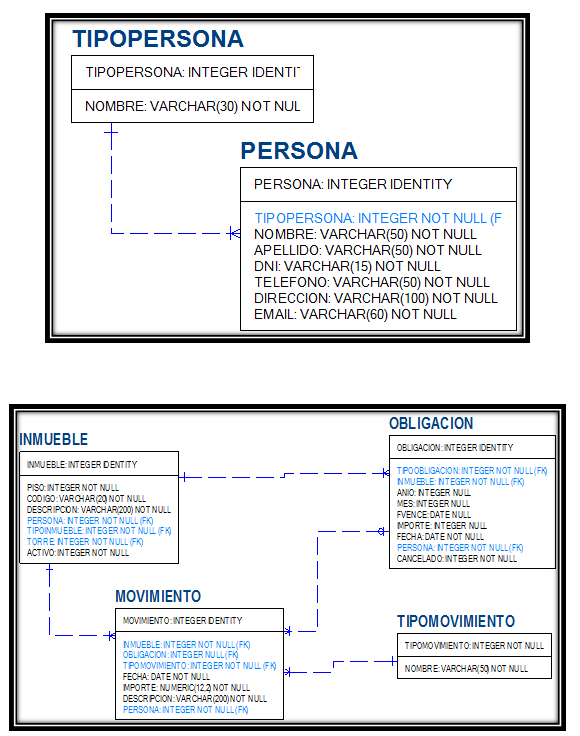 TIPOPERSONA
TIPOPERSONA: INTEGER IDENTIT
NOMBRE: VARCHAR(30) NOT NUL
PERSONA
PERSONA: INTEGER IDENTITY
TIPOPERSONA: INTEGER NOT NULL (F
NOMBRE: VARCHAR(50) NOT NULL
APELLIDO: VARCHAR(50) NOT NULL
DNI: VARCHAR(15) NOT NULL
TELEFONO: VARCHAR(50) NOT NULL
DIRECCION: VARCHAR(100) NOT NULL
EMAIL: VARCHAR(60) NOT NULL
INMUEBLE
INMUEBLE: INTEGER IDENTITY
PISO: INTEGER NOT NULL
CODIGO: VARCHAR(20) NOT NULL
DESCRIPCION: VARCHAR(200) NOT NULL
PERSONA: INTEGER NOT NULL (FK)
TIPOINMUEBLE: INTEGER NOT NULL (FK)
TORRE: INTEGER NOT NULL (FK)
ACTIVO: INTEGER NOT NULL
OBLIGACION
OBLIGACION: INTEGER IDENTITY
TIPOOBLIGACION: INTEGER NOT NULL (FK)
INMUEBLE: INTEGER NOT NULL (FK)
ANIO: INTEGER NULL
MES: INTEGER NULL
FVENCE: DATE NULL
IMPORTE: INTEGER NULL
FECHA: DATE NOT NULL
PERSONA: INTEGER NOT NULL (FK)
CANCELADO: INTEGER NOT NULL
MOVIMIENTO
MOVIMIENTO: INTEGER IDENTITY
INMUEBLE: INTEGER NOT NULL (FK)
OBLIGACION: INTEGER NULL (FK)
TIPOMOVIMIENTO: INTEGER NOT NULL (FK)
FECHA: DATE NOT NULL
IMPORTE: NUMERIC(12,2) NOT NULL
DESCRIPCION: VARCHAR(200) NOT NULL
PERSONA: INTEGER NOT NULL (FK)
TIPOMOVIMIENTO
TIPOMOVIMIENTO: INTEGER NOT NULL
NOMBRE: VARCHAR(50) NOT NULL